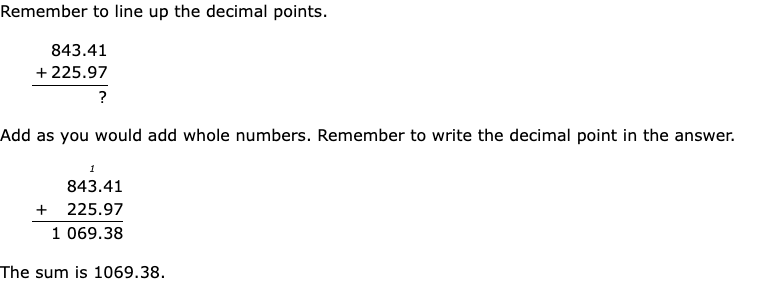 Remember to line up the decimal points.
843.41
+ 225.97
?
Add as you would add whole numbers. Remember to write the decimal point in the answer.
1
843.41
+ 225.97
1 069.38
The sum is 1069.38.